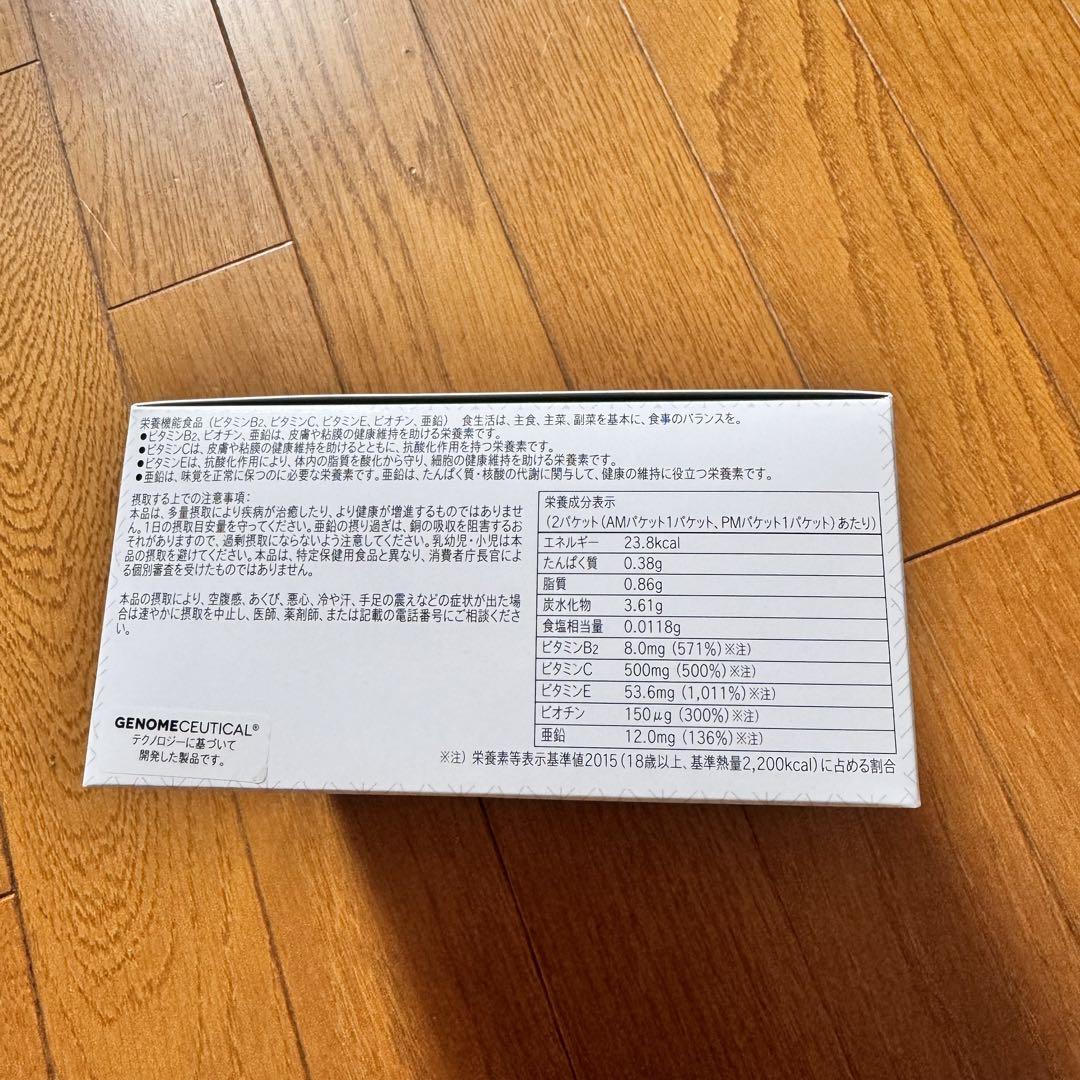 栄養機能食品（ビタミンB2、ビタミンC、ビタミンE、ビオチン、亜鉛）　食生活は、主食、主菜、副菜を基本に、食事のバランスを。
●ビタミンB2、ビオチン、亜鉛は、皮膚や粘膜の健康維持を助ける栄養素です。
●ビタミンCは、皮膚や粘膜の健康維持を助けるとともに、抗酸化作用を持つ栄養素です。
●ビタミンEは、抗酸化作用により、体内の脂質を酸化から守り、細胞の健康維持を助ける栄養素です。
●亜鉛は、味覚を正常に保つのに必要な栄養素です。亜鉛は、たんぱく質・核酸の代謝に関与して、健康の維持に役立つ栄養素です。
摂取する上での注意事項：
本品は、多量摂取により疾病が治癒したり、より健康が増進するものではありませ
ん。1日の摂取目安量を守ってください。亜鉛の摂り過ぎは、銅の吸収を阻害するお
それがありますので、過剰摂取にならないよう注意してください。乳幼児・小児は本
品の摂取を避けてください。本品は、特定保健用食品と異なり、消費者庁長官によ
る個別審査を受けたものではありません。
本品の摂取により、空腹感、あくび、悪心、冷や汗、手足の震えなどの症状が出た場
合は速やかに摂取を中止し、医師、薬剤師、または記載の電話番号にご相談くださ
い。
GENOMECEUTICAL®
テクノロジーに基づいて
開発した製品です。
栄養成分表示
（2パケット（AMパケット1パケット、PMパケット1パケット）あたり）
エネルギー 23.8kcal
たんぱく質 0.38g
脂質 0.86g
炭水化物 3.61g
食塩相当量 0.0118g
ビタミンB2 8.0mg（571%）※注）
ビタミンC 500mg（500%）※注）
ビタミンE 53.6mg（1,011%）※注）
ビオチン 150μg（300%）※注）
亜鉛 12.0mg（136%）※注）
※注）栄養素等表示基準値2015（18歳以上、基準熱量2,200kcal）に占める割合